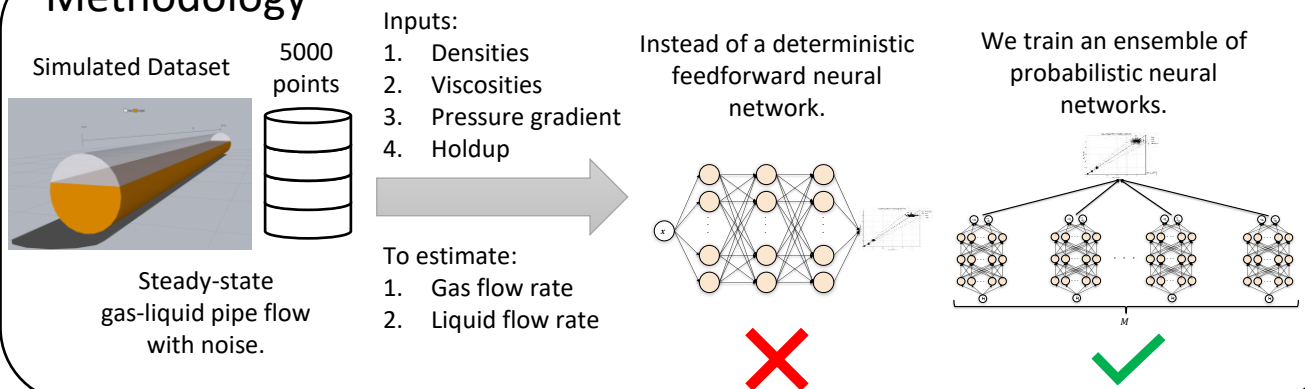 Methodology
Simulated Dataset
5000
points
Steady-state
gas-liquid pipe flow
with noise.
Inputs:
1. Densities
2. Viscosities
3. Pressure gradient
4. Holdup
To estimate:
1. Gas flow rate
2. Liquid flow rate
Instead of a deterministic
feedforward neural
network.
x
We train an ensemble of
probabilistic neural
networks.
M